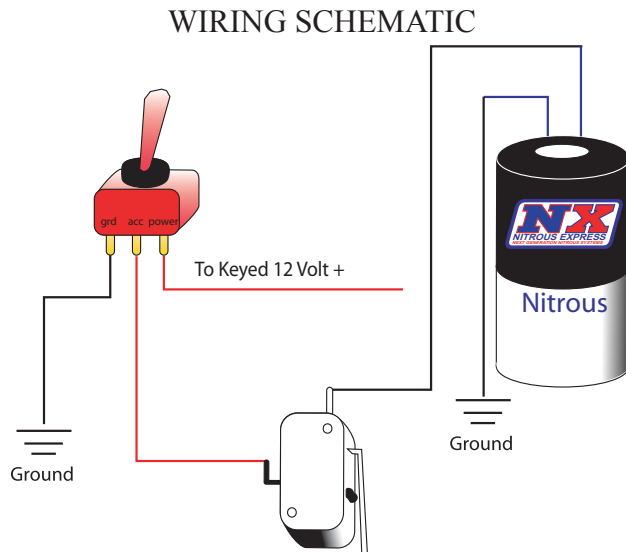 WIRING SCHEMATIC
grd acc power
To Keyed 12 Volt +
NX
NITROUS EXPRESS
NEXT GENERATION NITROUS SYSTEMS
Nitrous
Ground
Ground